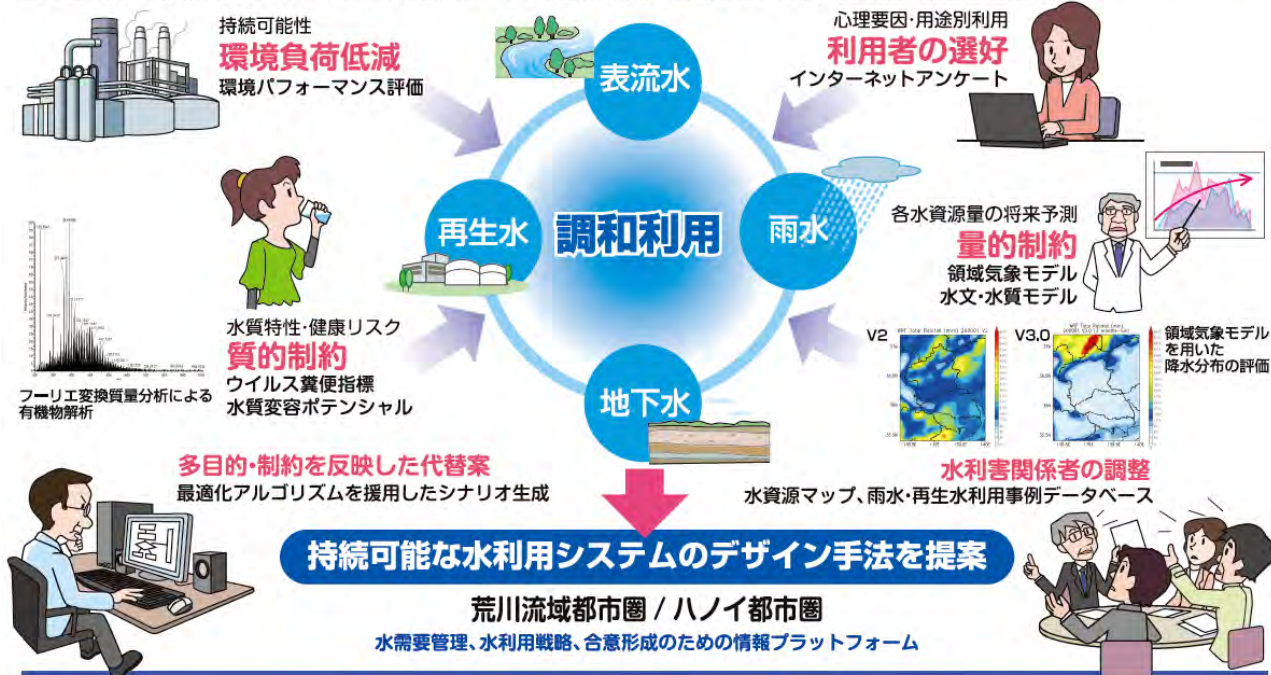 持続可能性
環境負荷低減
環境パフォーマンス評価
心理要因・用途別利用
利用者の選好
インターネットアンケート
表流水
再生水
調和利用
雨水
地下水
各水資源量の将来予測
量的制約
領域気象モデル
水文・水質モデル
水質特性・健康リスク
質的制約
ウイルス糞便指標
水質変容ポテンシャル
フーリエ変換質量分析による
有機物解析
V2
V3.0
領域気象モデル
を用いた
降水分布の評価
多目的・制約を反映した代替案
最適化アルゴリズムを援用したシナリオ生成
水利害関係者の調整
水資源マップ、雨水・再生水利用事例データベース
持続可能な水利用システムのデザイン手法を提案
荒川流域都市圏 / ハノイ都市圏
水需要管理、水利用戦略、合意形成のための情報プラットフォーム